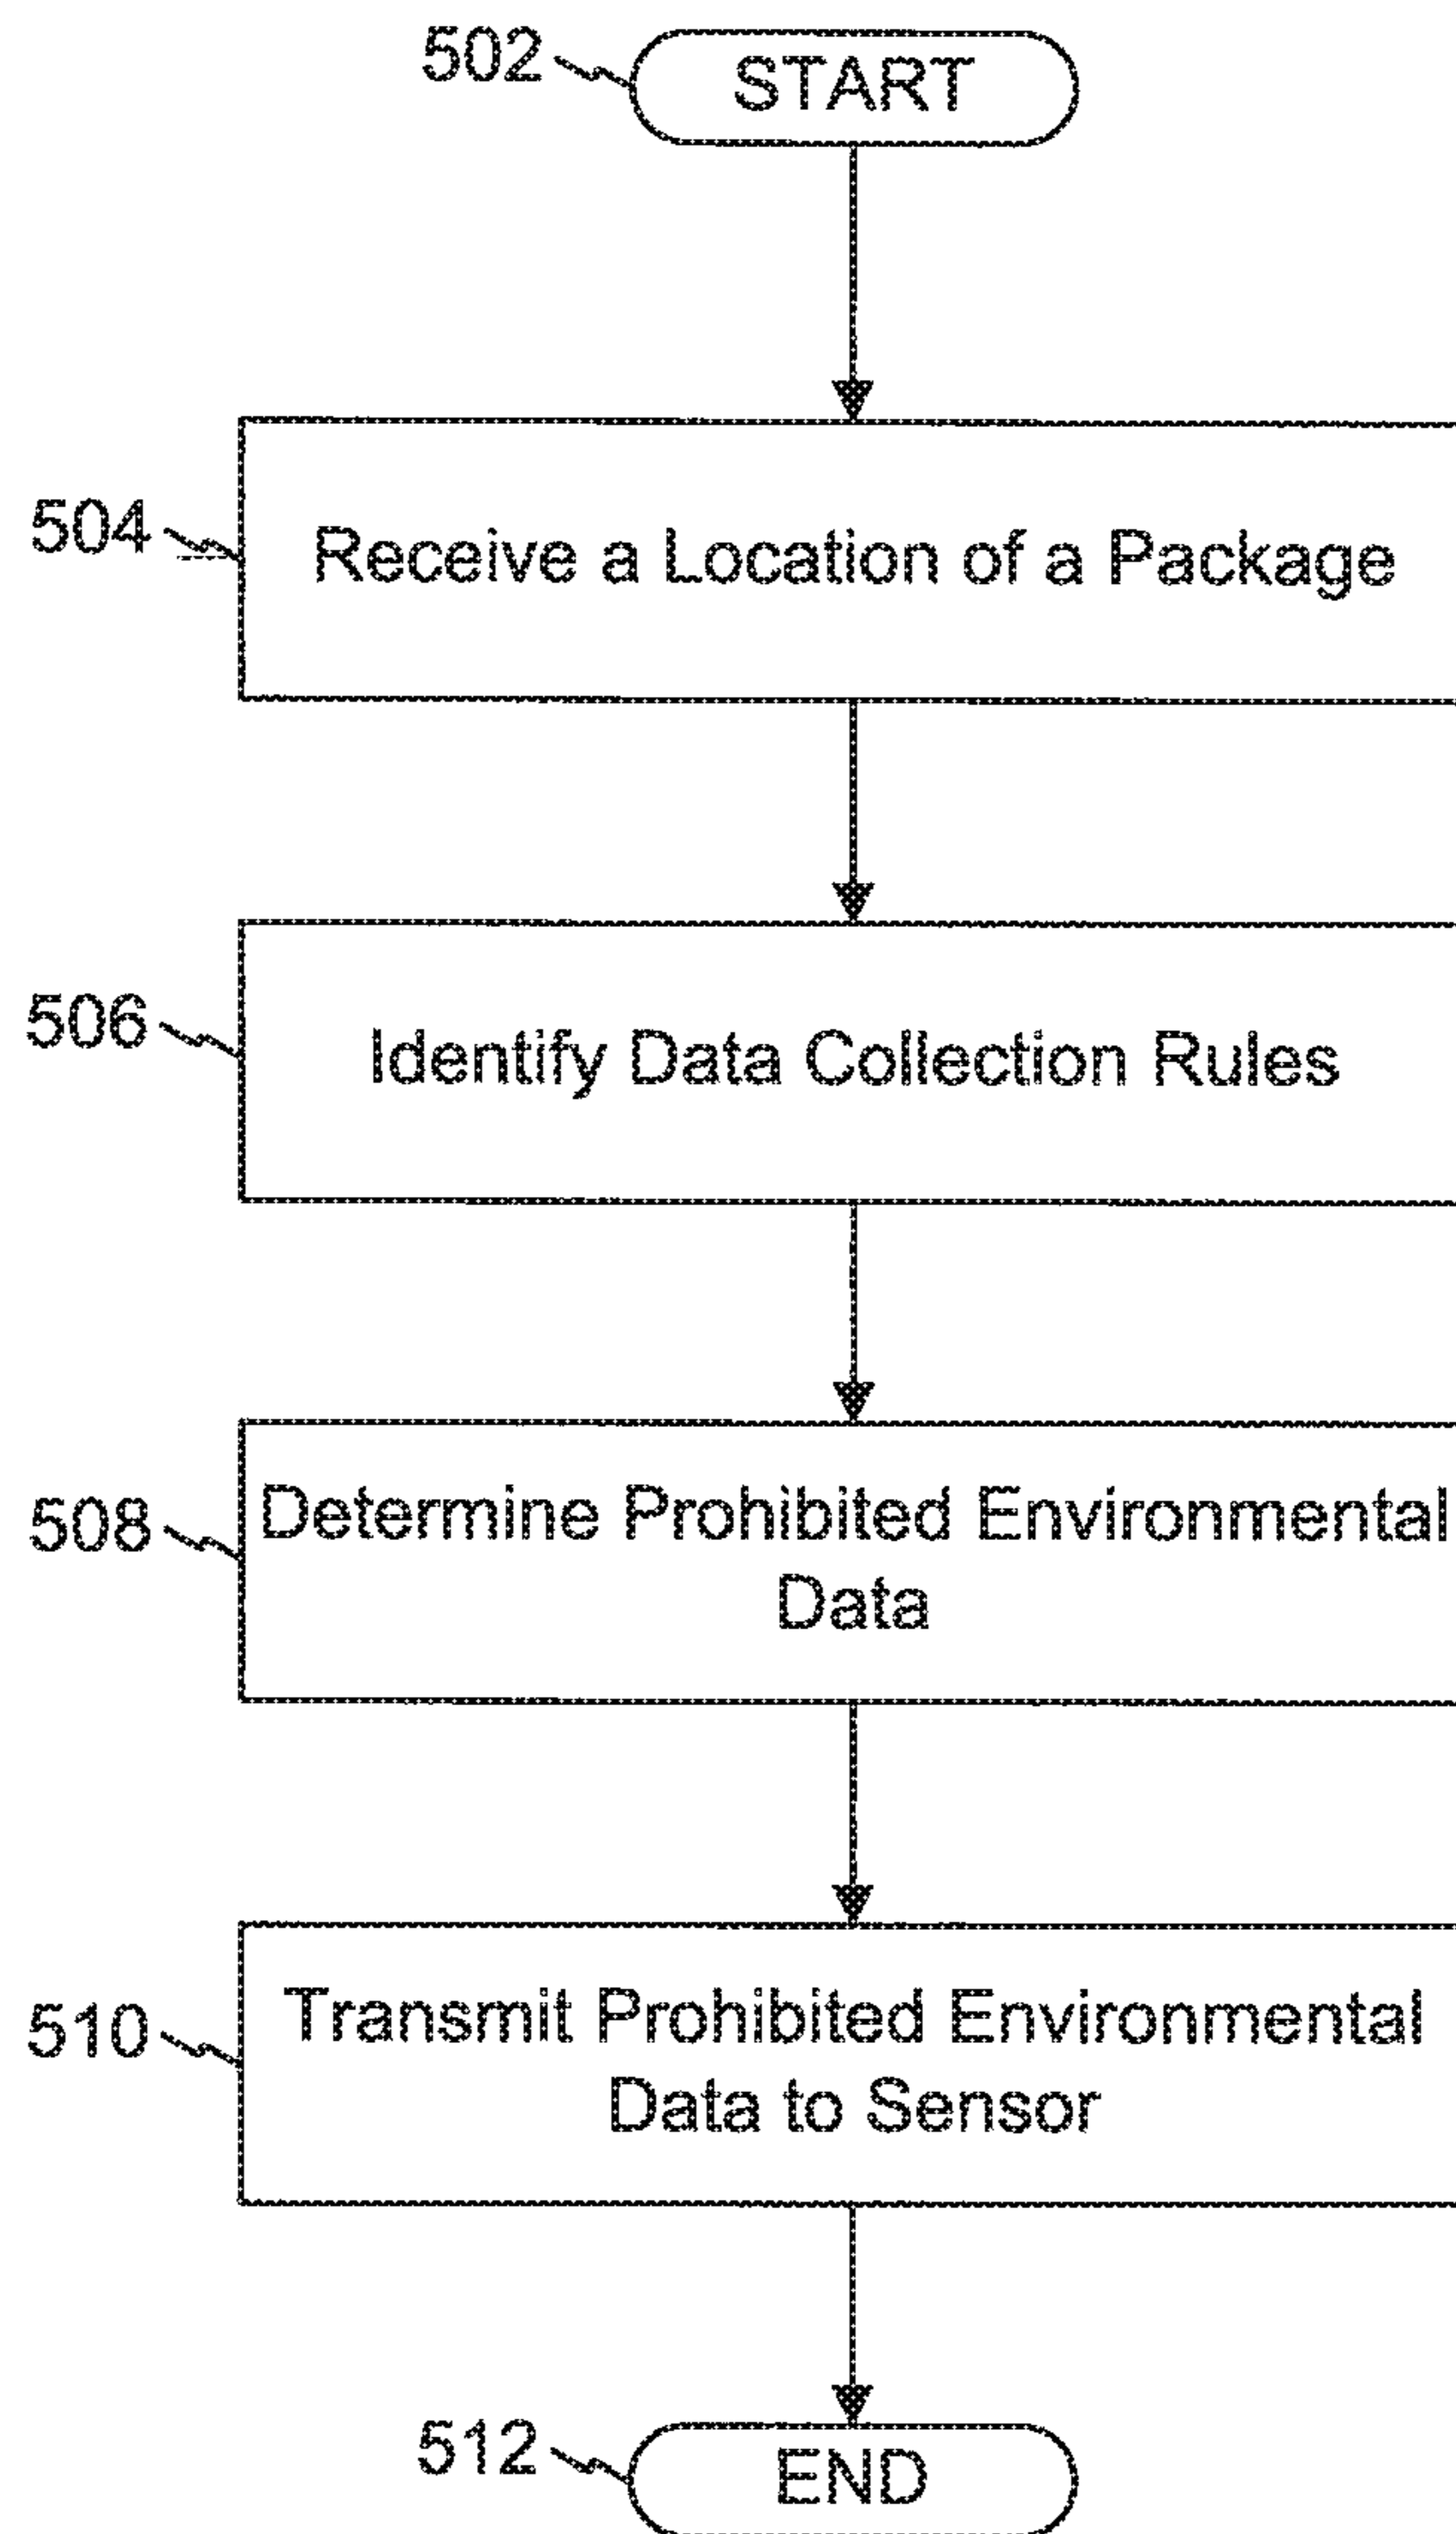 502
START
504
Receive a Location of a Package
506
Identify Data Collection Rules
508
Determine Prohibited Environmental
Data
510
Transmit Prohibited Environmental
Data to Sensor
512
END